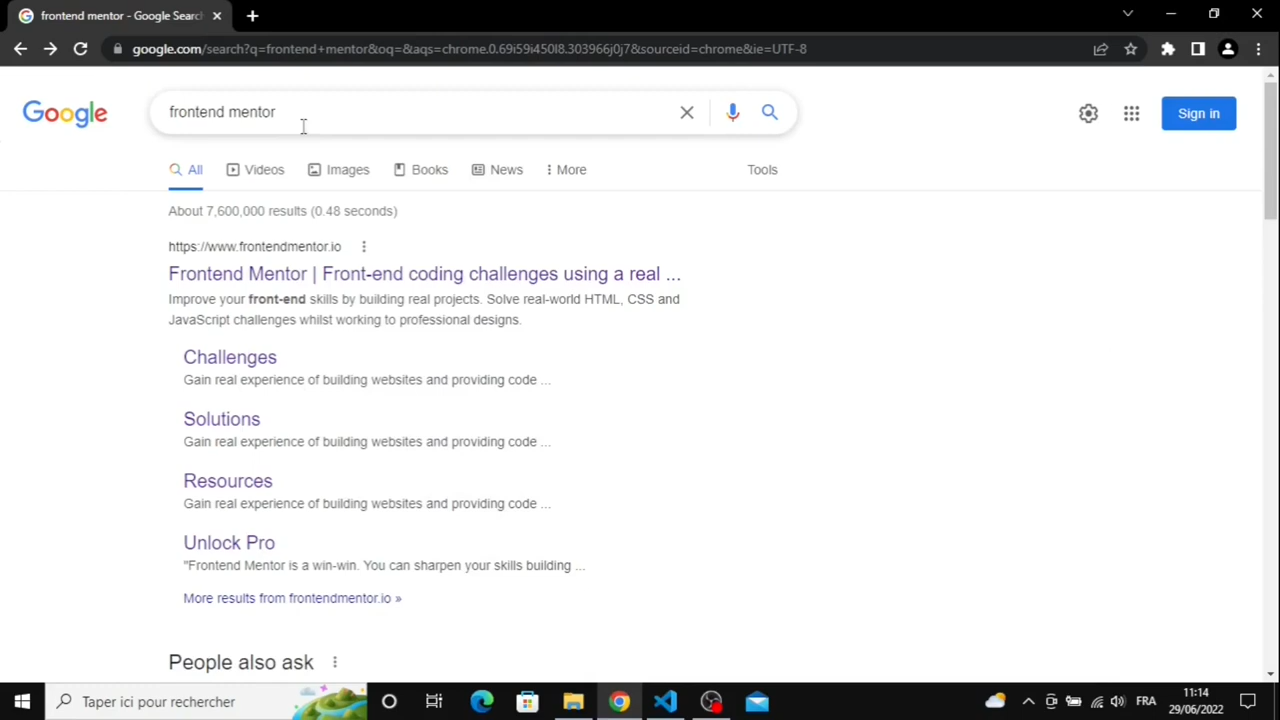 frontend mentor - Google Search
google.com/search?q=frontend+mentor&oq=&aqs=chrome.0.69i59i450l8.303966j0j7&sourceid=chrome&ie=UTF-8
Google
frontend mentor
Sign in
All
Videos
Images
Books
News
More
Tools
About 7,600,000 results (0.48 seconds)
https://www.frontendmentor.io
Frontend Mentor | Front-end coding challenges using a real ...
Improve your front-end skills by building real projects. Solve real-world HTML, CSS and
JavaScript challenges whilst working to professional designs.
Challenges
Gain real experience of building websites and providing code ...
Solutions
Gain real experience of building websites and providing code ...
Resources
Gain real experience of building websites and providing code ...
Unlock Pro
"Frontend Mentor is a win-win. You can sharpen your skills building ...
More results from frontendmentor.io »
People also ask
Taper ici pour rechercher
FRA
11:14
29/06/2022